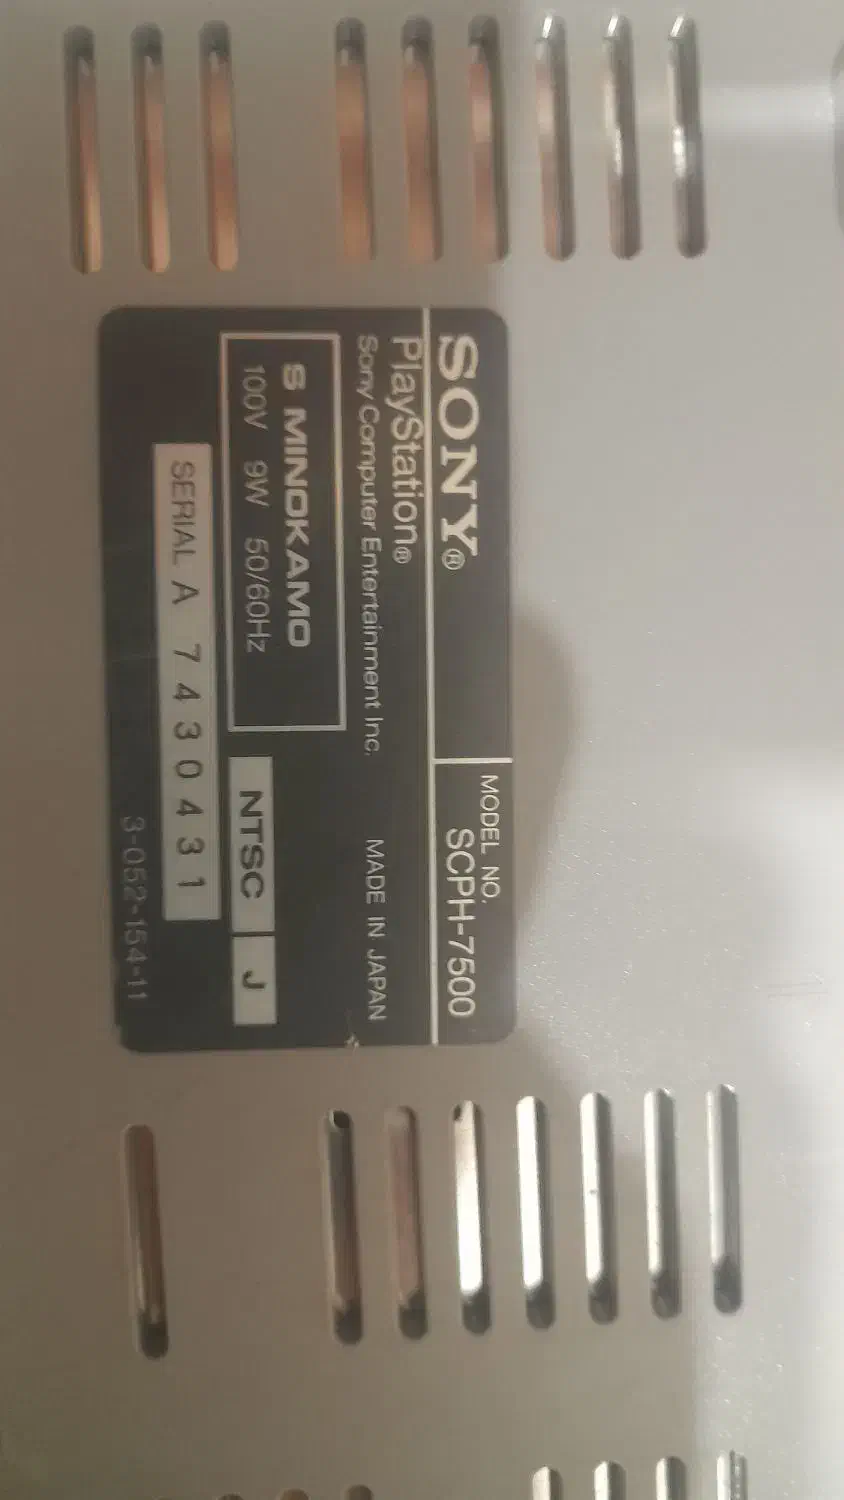 SONY®
MODEL NO.
SCPH-7500
PlayStation®
Sony Computer Entertainment Inc.
MADE IN JAPAN
S MINOKAMO
100V 9W 50/60Hz
NTSC
J
SERIAL A 7430431
3-052-154-11